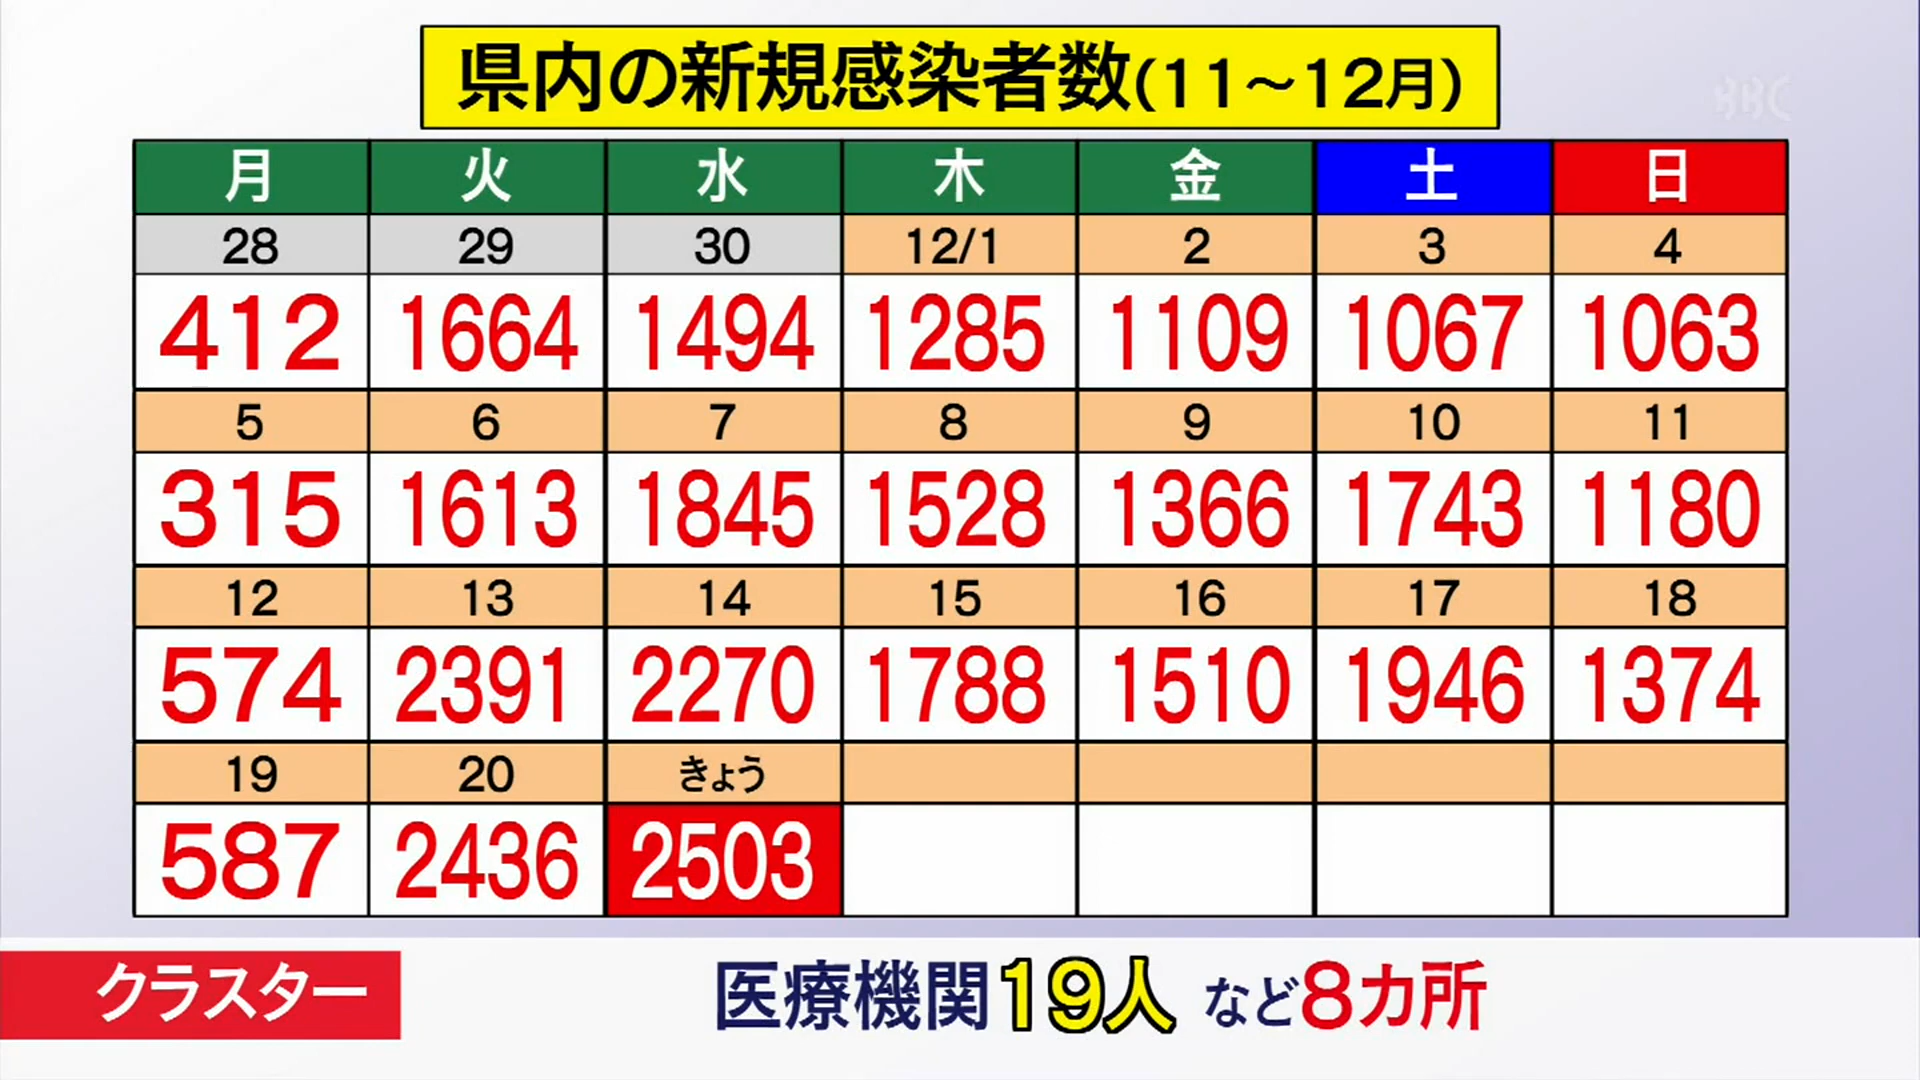 県内の新規感染者数(11～12月)
BBC
月 火 水 木 金 土 日
28 29 30 12/1 2 3 4
412 1664 1494 1285 1109 1067 1063
5 6 7 8 9 10 11
315 1613 1845 1528 1366 1743 1180
12 13 14 15 16 17 18
574 2391 2270 1788 1510 1946 1374
19 20 きょう
587 2436 2503
クラスター 医療機関19人 など8カ所